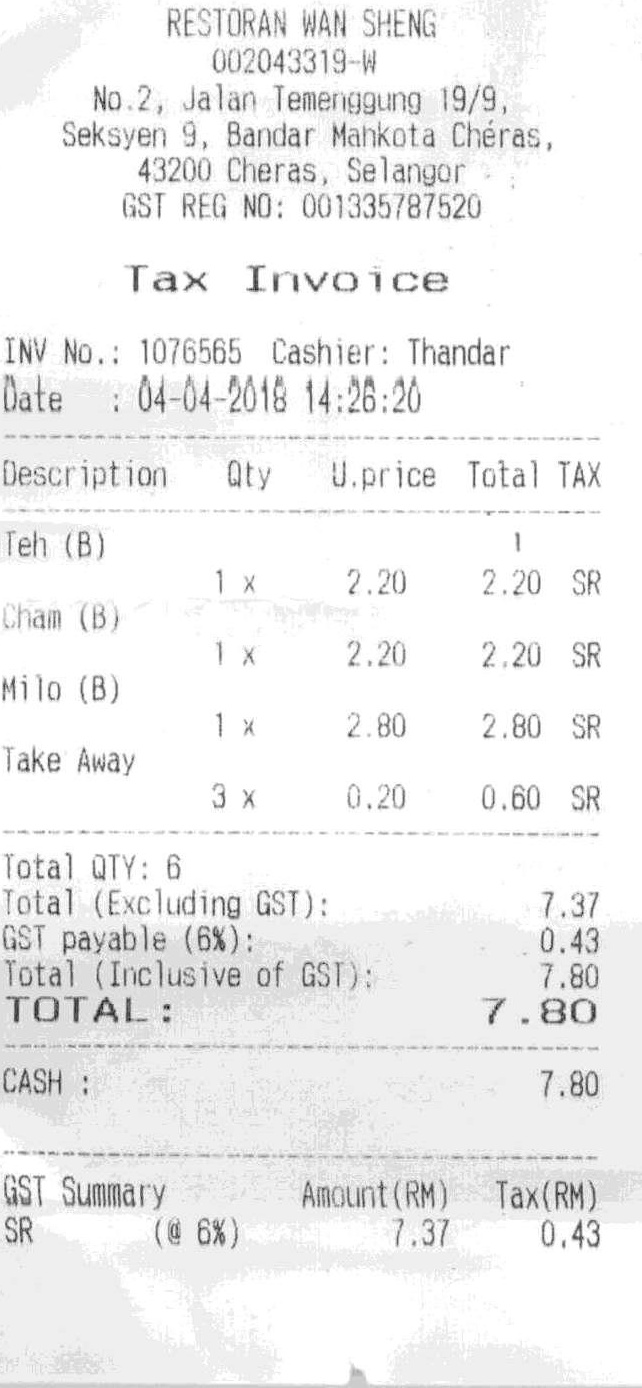 RESTORAN WAN SHENG
002043319-W
No.2, Jalan Temenggung 19/9,
Seksyen 9, Bandar Mahkota Cheras,
43200 Cheras, Selangor
GST REG NO: 001335787520
Tax Invoice
INV No.: 1076565 Cashier: Thandar
Date : 04-04-2018 14:26:20
Description Qty U.price Total TAX
Teh (B)
1 x 2.20 2.20 SR
Cham (B)
1 x 2.20 2.20 SR
Milo (B)
1 x 2.80 2.80 SR
Take Away
3 x 0.20 0.60 SR
Total QTY: 6
Total (Excluding GST): 7.37
GST payable (6%): 0.43
Total (Inclusive of GST): 7.80
TOTAL: 7.80
CASH : 7.80
GST Summary Amount(RM) Tax(RM)
SR (@ 6%) 7.37 0.43